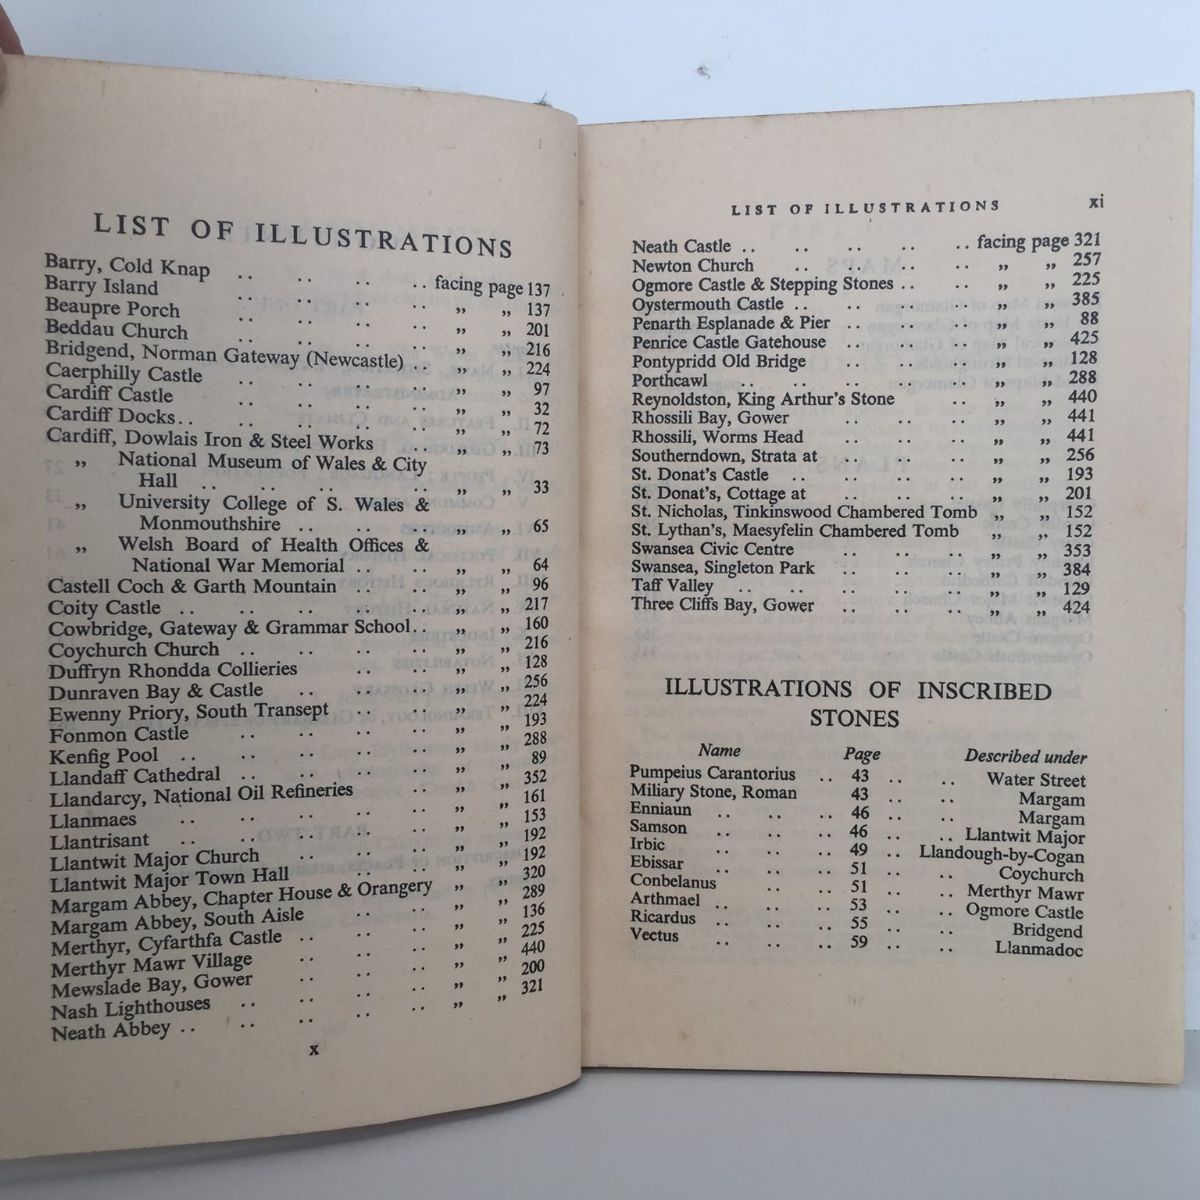 LIST OF ILLUSTRATIONS
Barry, Cold Knap .. .. .. .. facing page 137
Barry Island .. .. .. .. „ „ 137
Beaupre Porch .. .. .. .. „ „ 201
Beddau Church .. .. .. .. „ „ 216
Bridgend, Norman Gateway (Newcastle) .. „ „ 224
Caerphilly Castle .. .. .. .. „ „ 97
Cardiff Castle .. .. .. .. „ „ 32
Cardiff Docks .. .. .. .. .. „ „ 72
Cardiff, Dowlais Iron & Steel Works .. „ „ 73
„ National Museum of Wales & City
Hall .. .. .. .. .. „ „ 33
„ University College of S. Wales &
Monmouthshire .. .. .. „ „ 65
„ Welsh Board of Health Offices &
National War Memorial .. .. „ „ 64
Castell Coch & Garth Mountain .. .. „ „ 96
Coity Castle .. .. .. .. .. „ „ 217
Cowbridge, Gateway & Grammar School .. „ „ 160
Coychurch Church .. .. .. .. „ „ 216
Duffryn Rhondda Collieries .. .. „ „ 128
Dunraven Bay & Castle .. .. .. „ „ 256
Ewenny Priory, South Transept .. .. „ „ 224
Fonmon Castle .. .. .. .. „ „ 193
Kenfig Pool .. .. .. .. .. „ „ 288
Llandaff Cathedral .. .. .. .. „ „ 89
Llandarcy, National Oil Refineries .. „ „ 352
Llanmaes .. .. .. .. .. „ „ 161
Llantrisant .. .. .. .. .. „ „ 153
Llantwit Major Church .. .. .. „ „ 192
Llantwit Major Town Hall .. .. „ „ 192
Margam Abbey, Chapter House & Orangery „ „ 320
Margam Abbey, South Aisle .. .. „ „ 289
Merthyr, Cyfarthfa Castle .. .. .. „ „ 136
Merthyr Mawr Village .. .. .. „ „ 225
Mewslade Bay, Gower .. .. .. „ „ 440
Nash Lighthouses .. .. .. .. „ „ 200
Neath Abbey .. .. .. .. .. „ „ 321
x
LIST OF ILLUSTRATIONS xi
Neath Castle .. .. .. .. .. facing page 321
Newton Church .. .. .. .. „ „ 257
Ogmore Castle & Stepping Stones .. .. „ „ 225
Oystermouth Castle .. .. .. .. „ „ 385
Penarth Esplanade & Pier .. .. .. „ „ 88
Penrice Castle Gatehouse .. .. .. „ „ 425
Pontypridd Old Bridge .. .. .. „ „ 128
Porthcawl .. .. .. .. .. „ „ 288
Reynoldston, King Arthur's Stone .. „ „ 440
Rhossili Bay, Gower .. .. .. „ „ 441
Rhossili, Worms Head .. .. .. „ „ 441
Southerndown, Strata at .. .. .. „ „ 256
St. Donat's Castle .. .. .. .. „ „ 193
St. Donat's, Cottage at .. .. .. „ „ 201
St. Nicholas, Tinkinswood Chambered Tomb „ „ 152
St. Lythan's, Maesyfelin Chambered Tomb „ „ 152
Swansea Civic Centre .. .. .. „ „ 353
Swansea, Singleton Park .. .. .. „ „ 384
Taff Valley .. .. .. .. .. „ „ 129
Three Cliffs Bay, Gower .. .. .. „ „ 424
ILLUSTRATIONS OF INSCRIBED
STONES
Name Page Described under
Pumpeius Carantorius .. 43 .. .. Water Street
Miliary Stone, Roman 43 .. .. Margam
Enniaun .. .. .. 46 .. .. Margam
Samson .. .. .. 46 .. .. Llantwit Major
Irbic .. .. .. 49 .. Llandough-by-Cogan
Ebissar .. .. .. 51 .. .. Coychurch
Conbelanus .. .. .. 51 .. .. Merthyr Mawr
Arthmael .. .. .. 53 .. .. Ogmore Castle
Ricardus .. .. .. 55 .. .. Bridgend
Vectus .. .. .. 59 .. .. Llanmadoc